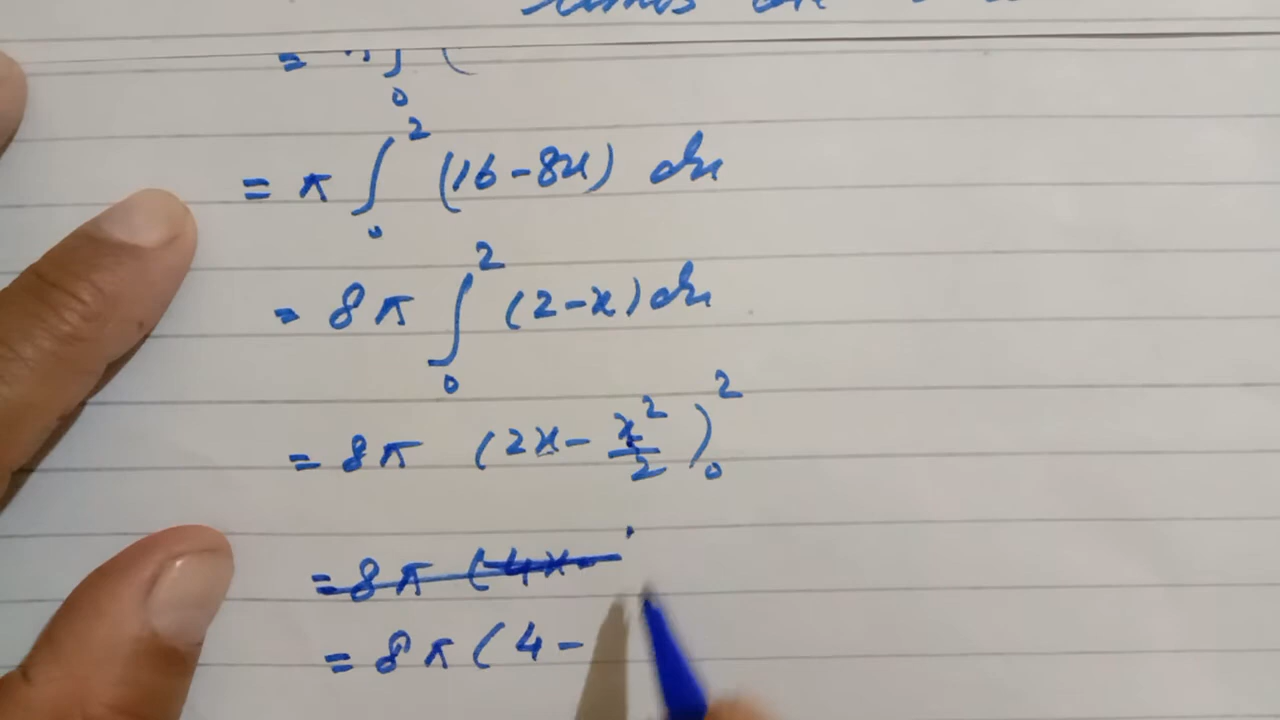 = π ∫₀² (16-8x) dx
= 8π ∫₀² (2-x) dx
= 8π (2x - x²/2)₀²
= 8π (4x-
= 8π (4-